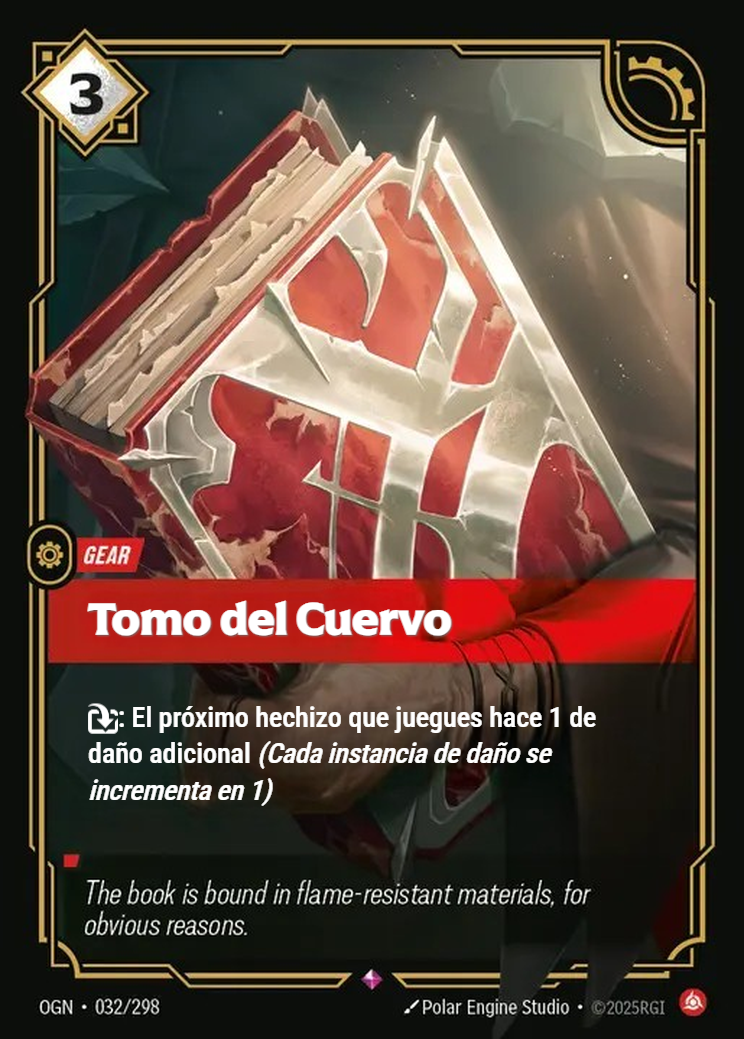 3
GEAR
Tomo del Cuervo
: El próximo hechizo que juegues hace 1 de
daño adicional (Cada instancia de daño se
incrementa en 1)
The book is bound in flame-resistant materials, for
obvious reasons.
OGN • 032/298
Polar Engine Studio • ©2025RGI